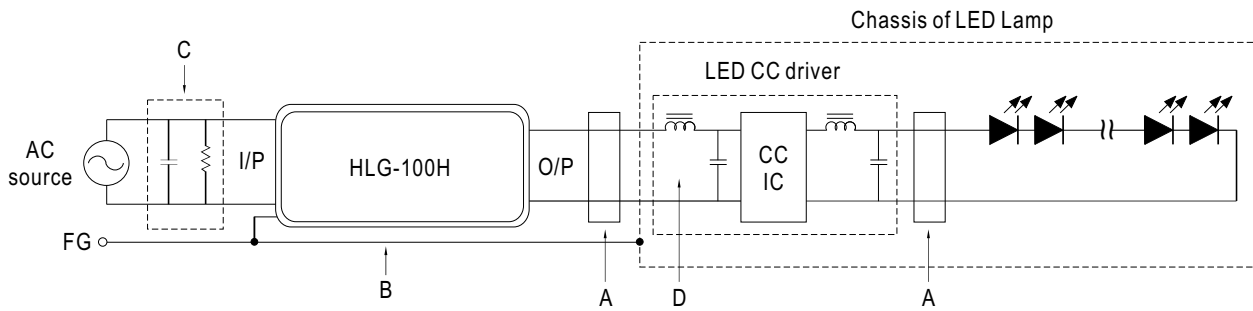 Chassis of LED Lamp
C
LED CC driver
AC
source
I/P
HLG-100H
O/P
CC
IC
FG
B
A
D
A